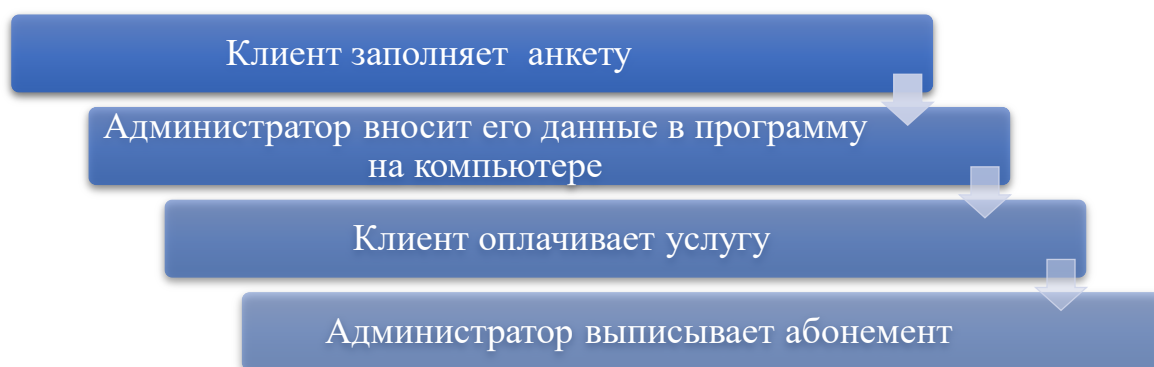 Клиент заполняет анкету
Администратор вносит его данные в программу
на компьютере
Клиент оплачивает услугу
Администратор выписывает абонемент